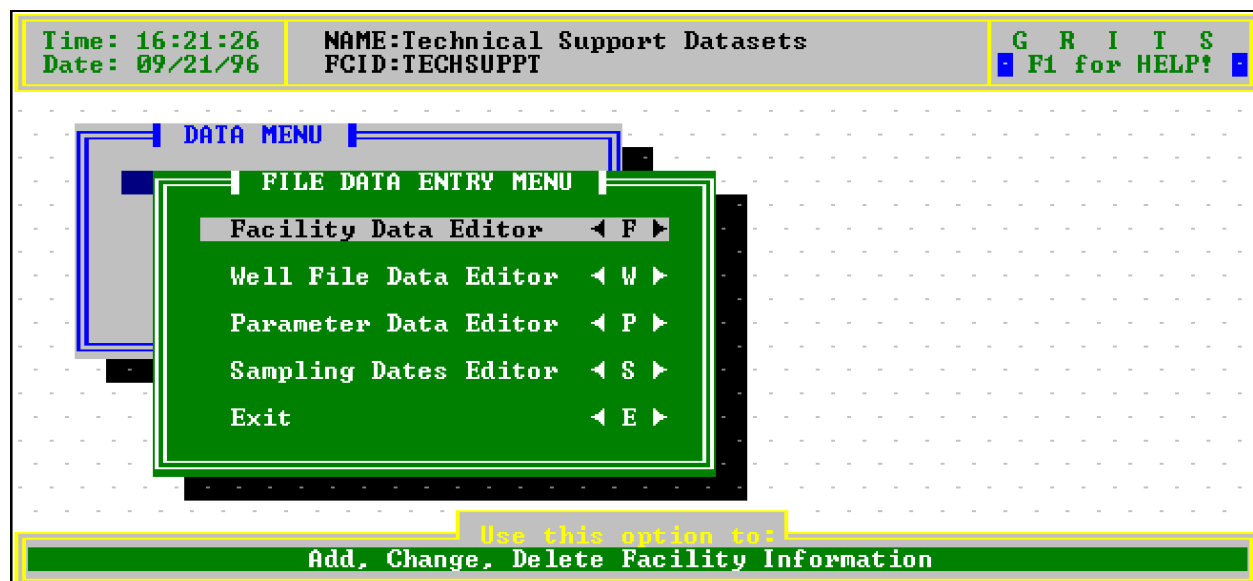 Time: 16:21:26 NAME:Technical Support Datasets G R I T S
Date: 09/21/96 FCID:TECHSUPPT F1 for HELP!
DATA MENU
FILE DATA ENTRY MENU
Facility Data Editor ◄ F ►
Well File Data Editor ◄ W ►
Parameter Data Editor ◄ P ►
Sampling Dates Editor ◄ S ►
Exit ◄ E ►
Use this option to:
Add, Change, Delete Facility Information